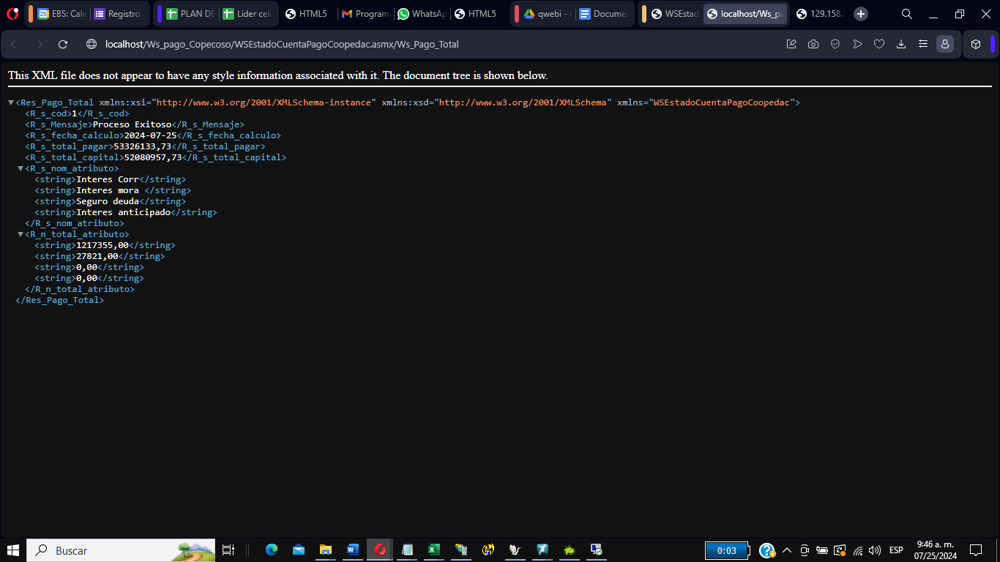 EBS: Cale
Registro
PLAN DE
Lider celu
HTML5
Programa
WhatsAp
HTML5
qwebi - G
Docume
WSEstad
localhost/Ws_pa
129.158.2
localhost/Ws_pago_Copecoso/WSEstadoCuentaPagoCoopedac.asmx/Ws_Pago_Total
This XML file does not appear to have any style information associated with it. The document tree is shown below.
<Res_Pago_Total xmlns:xsi="http://www.w3.org/2001/XMLSchema-instance" xmlns:xsd="http://www.w3.org/2001/XMLSchema" xmlns="WSEstadoCuentaPagoCoopedac">
<R_s_cod>1</R_s_cod>
<R_s_Mensaje>Proceso Exitoso</R_s_Mensaje>
<R_s_fecha_calculo>2024-07-25</R_s_fecha_calculo>
<R_s_total_pagar>53326133,73</R_s_total_pagar>
<R_s_total_capital>52080957,73</R_s_total_capital>
<R_s_nom_atributo>
<string>Interes Corr</string>
<string>Interes mora </string>
<string>Seguro deuda</string>
<string>Interes anticipado</string>
</R_s_nom_atributo>
<R_n_total_atributo>
<string>1217355,00</string>
<string>27821,00</string>
<string>0,00</string>
<string>0,00</string>
</R_n_total_atributo>
</Res_Pago_Total>
Buscar
0:03
ESP
9:46 a. m.
07/25/2024